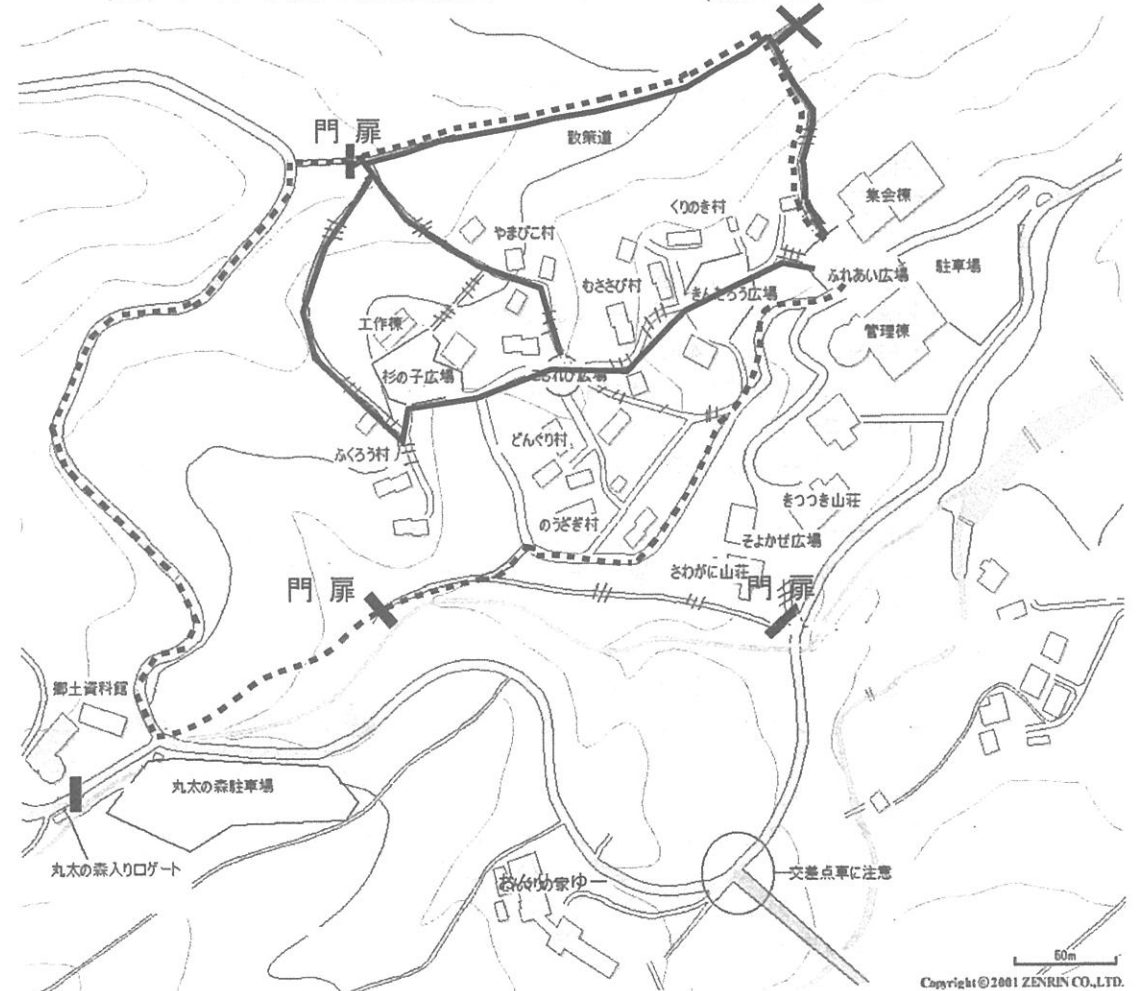 門 扉
散策道
集会棟
くりのき村
やまびこ村
ふれあい広場
駐車場
むささび村
きんたろう広場
工作棟
管理棟
杉の子広場
どんぐり村
ふくろう村
きつつき山荘
のうさぎ村
そよかぜ広場
さわがに山荘
門 扉
門 扉
郷土資料館
丸太の森駐車場
丸太の森入り口ゲート
交差点車に注意
50m
Copyright©2001 ZENRIN CO.,LTD.